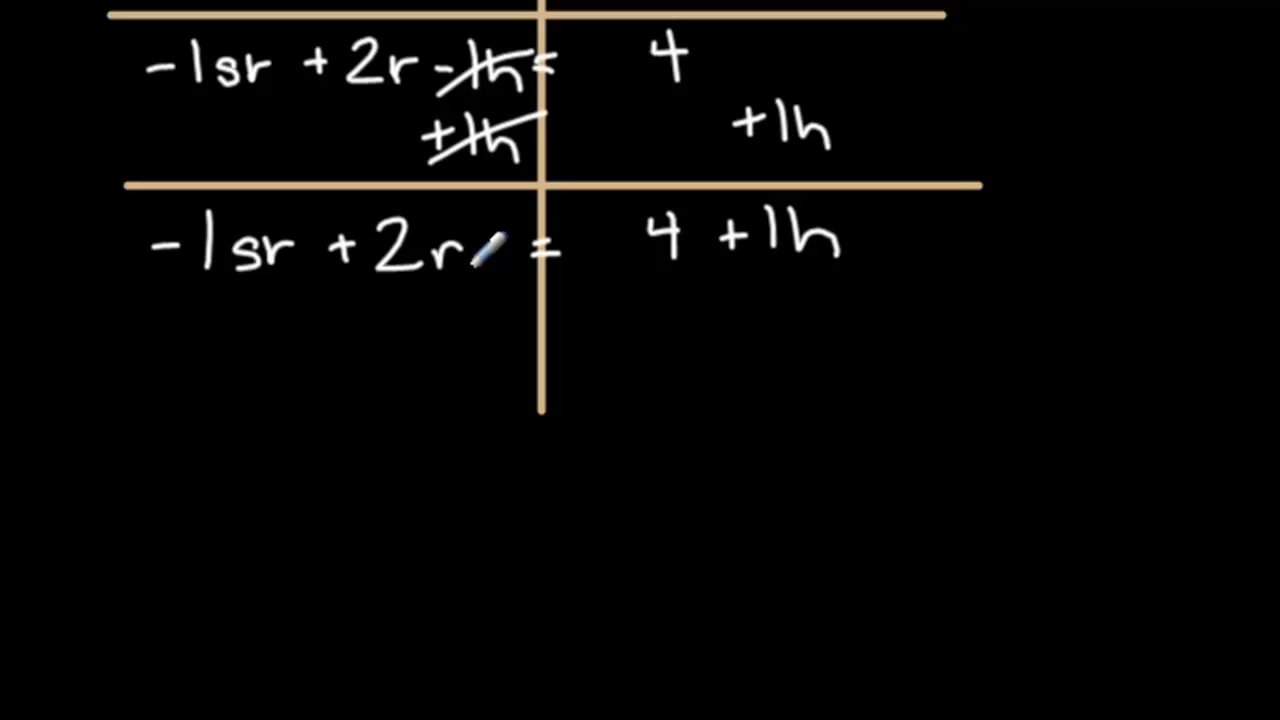 -1sr + 2r -1h = 4
+1h +1h
-1sr + 2r = 4 + 1h